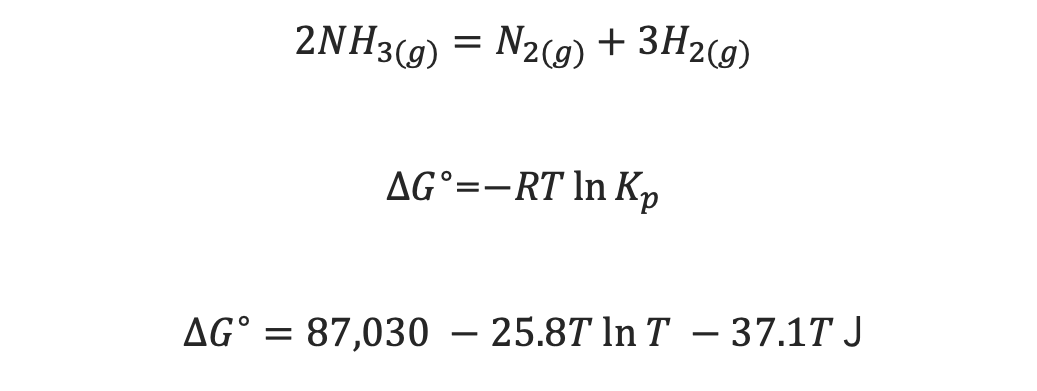 2NH₃₍g₎ = N₂₍g₎ + 3H₂₍g₎
ΔG°=−RT ln Kₚ
ΔG° = 87,030 − 25.8T ln T − 37.1T J